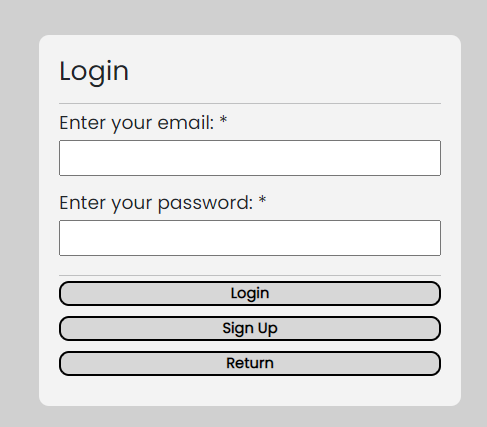 Login
Enter your email: *
Enter your password: *
Login
Sign Up
Return